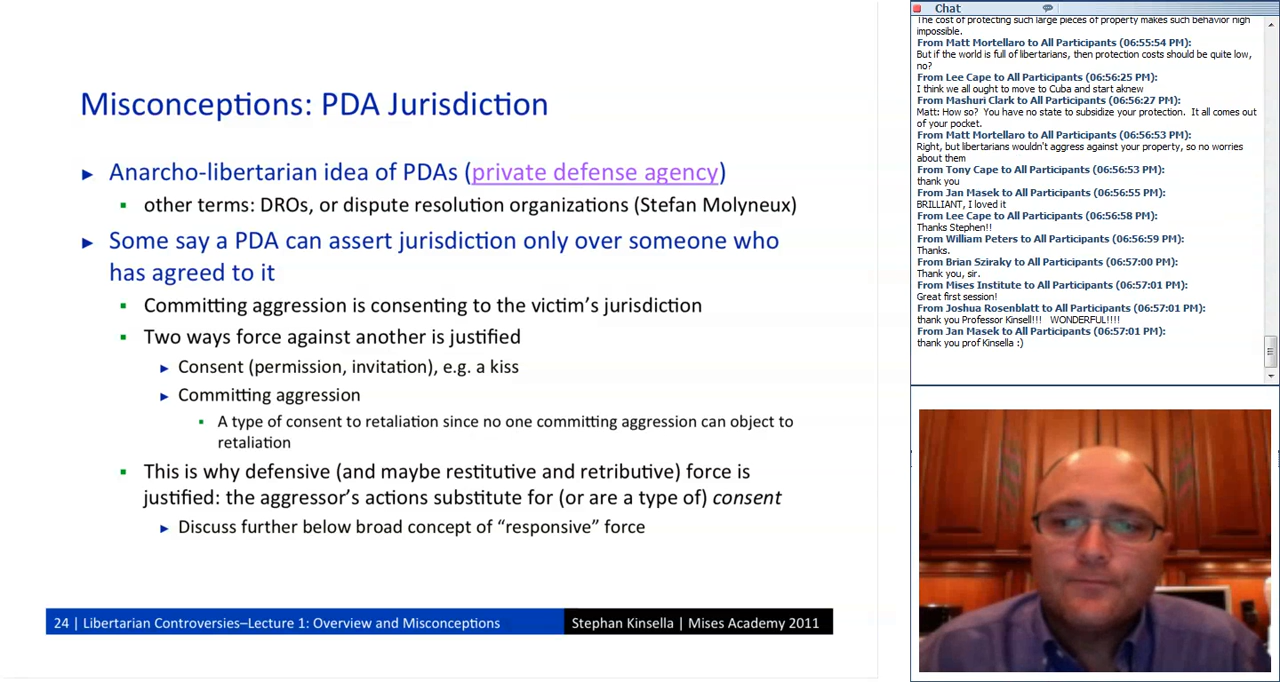 Misconceptions: PDA Jurisdiction
► Anarcho-libertarian idea of PDAs (private defense agency)
▪ other terms: DROs, or dispute resolution organizations (Stefan Molyneux)
► Some say a PDA can assert jurisdiction only over someone who
has agreed to it
▪ Committing aggression is consenting to the victim's jurisdiction
▪ Two ways force against another is justified
► Consent (permission, invitation), e.g. a kiss
► Committing aggression
▪ A type of consent to retaliation since no one committing aggression can object to
retaliation
▪ This is why defensive (and maybe restitutive and retributive) force is
justified: the aggressor's actions substitute for (or are a type of) consent
► Discuss further below broad concept of "responsive" force
24 | Libertarian Controversies–Lecture 1: Overview and Misconceptions
Stephan Kinsella | Mises Academy 2011
Chat
The cost of protecting such large pieces of property makes such behavior nigh
impossible.
From Matt Mortellaro to All Participants (06:55:54 PM):
But if the world is full of libertarians, then protection costs should be quite low,
no?
From Lee Cape to All Participants (06:56:25 PM):
I think we all ought to move to Cuba and start aknew
From Mashuri Clark to All Participants (06:56:27 PM):
Matt: How so? You have no state to subsidize your protection. It all comes out
of your pocket.
From Matt Mortellaro to All Participants (06:56:53 PM):
Right, but libertarians wouldn't aggress against your property, so no worries
about them
From Tony Cape to All Participants (06:56:53 PM):
thank you
From Jan Masek to All Participants (06:56:55 PM):
BRILLIANT, I loved it
From Lee Cape to All Participants (06:56:58 PM):
Thanks Stephen!!
From William Peters to All Participants (06:56:59 PM):
Thanks.
From Brian Sziraky to All Participants (06:57:00 PM):
Thank you, sir.
From Mises Institute to All Participants (06:57:01 PM):
Great first session!
From Joshua Rosenblatt to All Participants (06:57:01 PM):
thank you Professor Kinsell!!! WONDERFUL!!!!
From Jan Masek to All Participants (06:57:01 PM):
thank you prof Kinsella :)